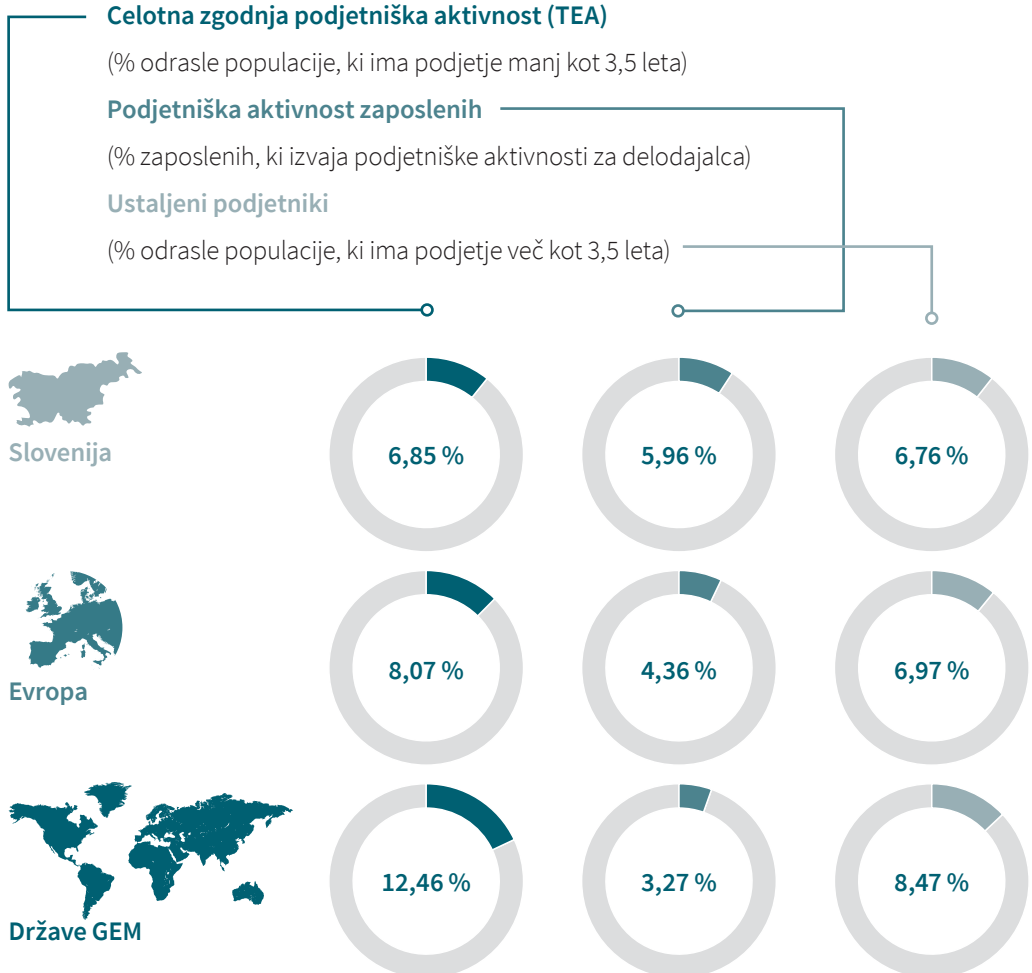 Celotna zgodnja podjetniška aktivnost (TEA)
(% odrasle populacije, ki ima podjetje manj kot 3,5 leta)
Podjetniška aktivnost zaposlenih
(% zaposlenih, ki izvaja podjetniške aktivnosti za delodajalca)
Ustaljeni podjetniki
(% odrasle populacije, ki ima podjetje več kot 3,5 leta)
Slovenija
6,85 %
5,96 %
6,76 %
Evropa
8,07 %
4,36 %
6,97 %
Države GEM
12,46 %
3,27 %
8,47 %